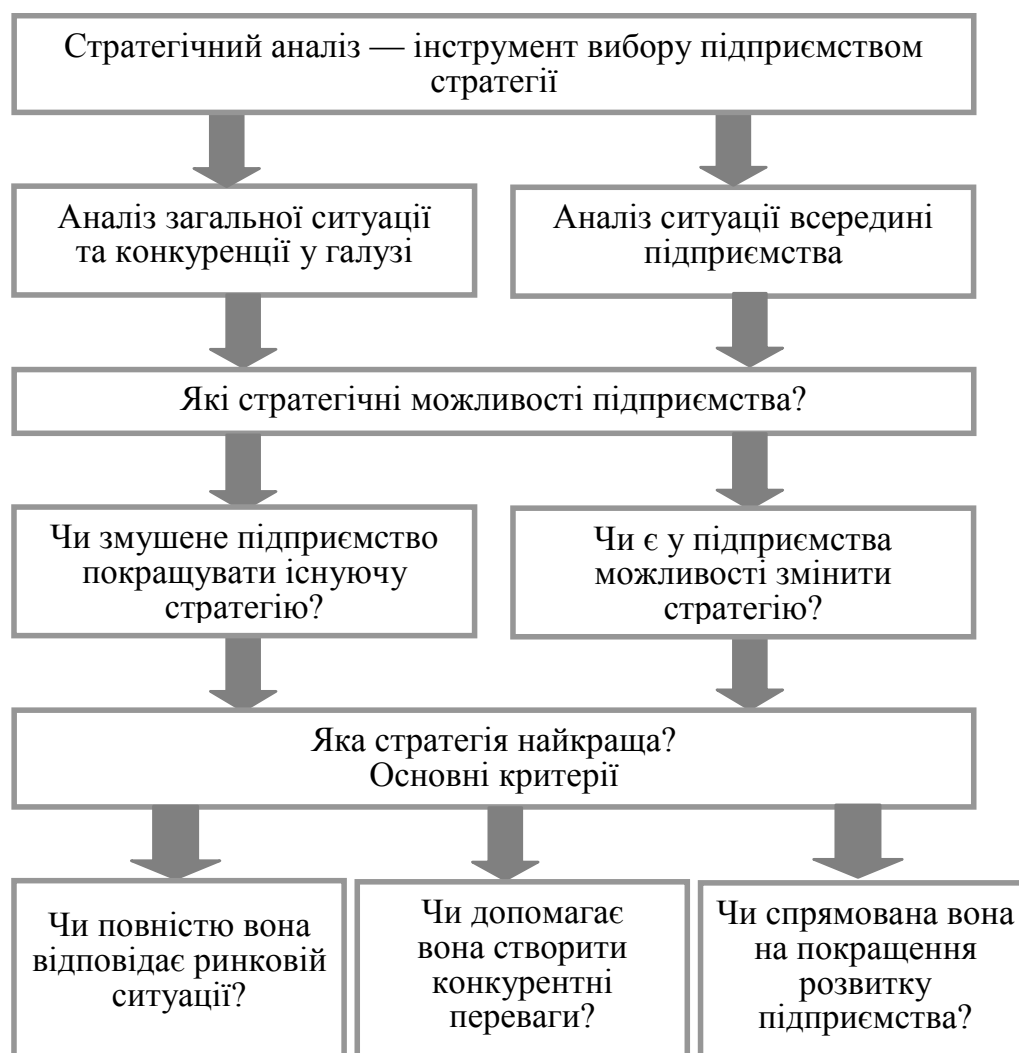 Стратегічний аналіз — інструмент вибору підприємством
стратегії
Аналіз загальної ситуації
та конкуренції у галузі
Аналіз ситуації всередині
підприємства
Які стратегічні можливості підприємства?
Чи змушене підприємство
покращувати існуючу
стратегію?
Чи є у підприємства
можливості змінити
стратегію?
Яка стратегія найкраща?
Основні критерії
Чи повністю вона
відповідає ринковій
ситуації?
Чи допомагає
вона створити
конкурентні
переваги?
Чи спрямована вона
на покращення
розвитку
підприємства?